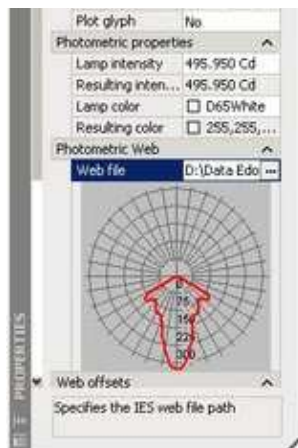 Plot glyph No
Photometric properties
Lamp intensity 495.950 Cd
Resulting inten... 495.950 Cd
Lamp color D65White
Resulting color 255,255,...
Photometric Web
Web file D:\Data Edo ...
0
75
150
225
300
Web offsets
Specifies the IES web file path
PROPERTIES